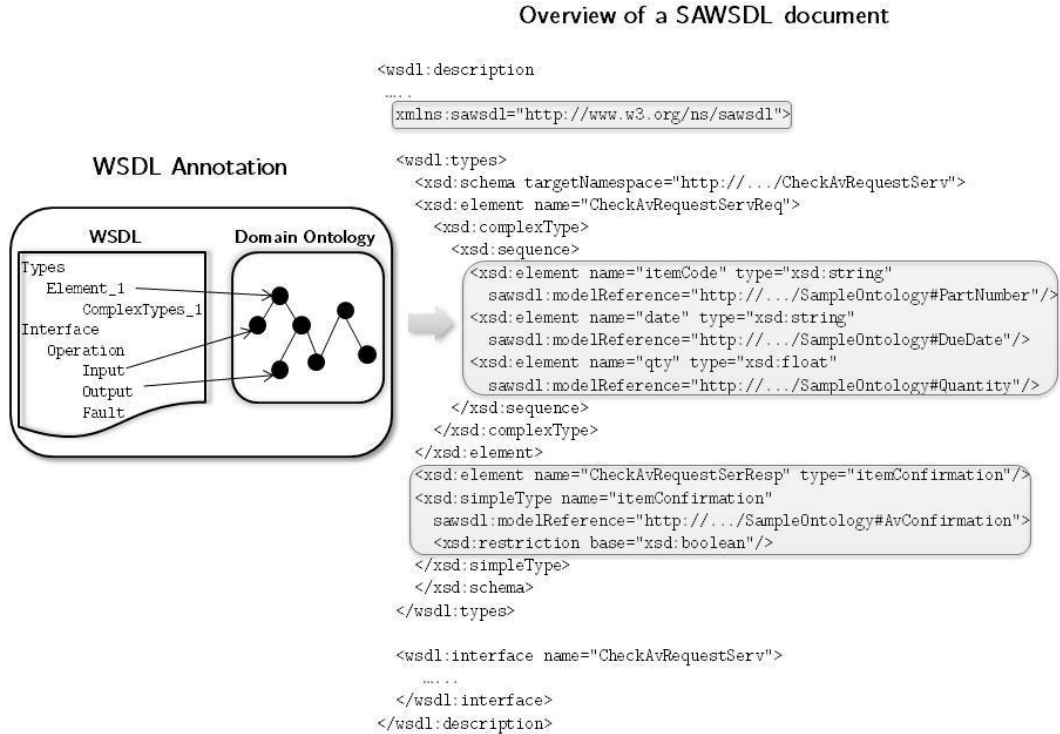 Overview of a SAWSDL document
WSDL Annotation
WSDL
Domain Ontology
Types
Element_1
ComplexTypes_1
Interface
Operation
Input
Output
Fault
<wsdl:description
.....
xmlns:sawsdl="http://www.w3.org/ns/sawsdl">
<wsdl:types>
<xsd:schema targetNamespace="http://.../CheckAvRequestServ">
<xsd:element name="CheckAvRequestServReq">
<xsd:complexType>
<xsd:sequence>
<xsd:element name="itemCode" type="xsd:string"
sawsdl:modelReference="http://.../SampleOntology#PartNumber"/>
<xsd:element name="date" type="xsd:string"
sawsdl:modelReference="http://.../SampleOntology#DueDate"/>
<xsd:element name="qty" type="xsd:float"
sawsdl:modelReference="http://.../SampleOntology#Quantity"/>
</xsd:sequence>
</xsd:complexType>
</xsd:element>
<xsd:element name="CheckAvRequestSerResp" type="itemConfirmation"/>
<xsd:simpleType name="itemConfirmation"
sawsdl:modelReference="http://.../SampleOntology#AvConfirmation">
<xsd:restriction base="xsd:boolean"/>
</xsd:simpleType>
</xsd:schema>
</wsdl:types>
<wsdl:interface name="CheckAvRequestServ">
......
</wsdl:interface>
</wsdl:description>